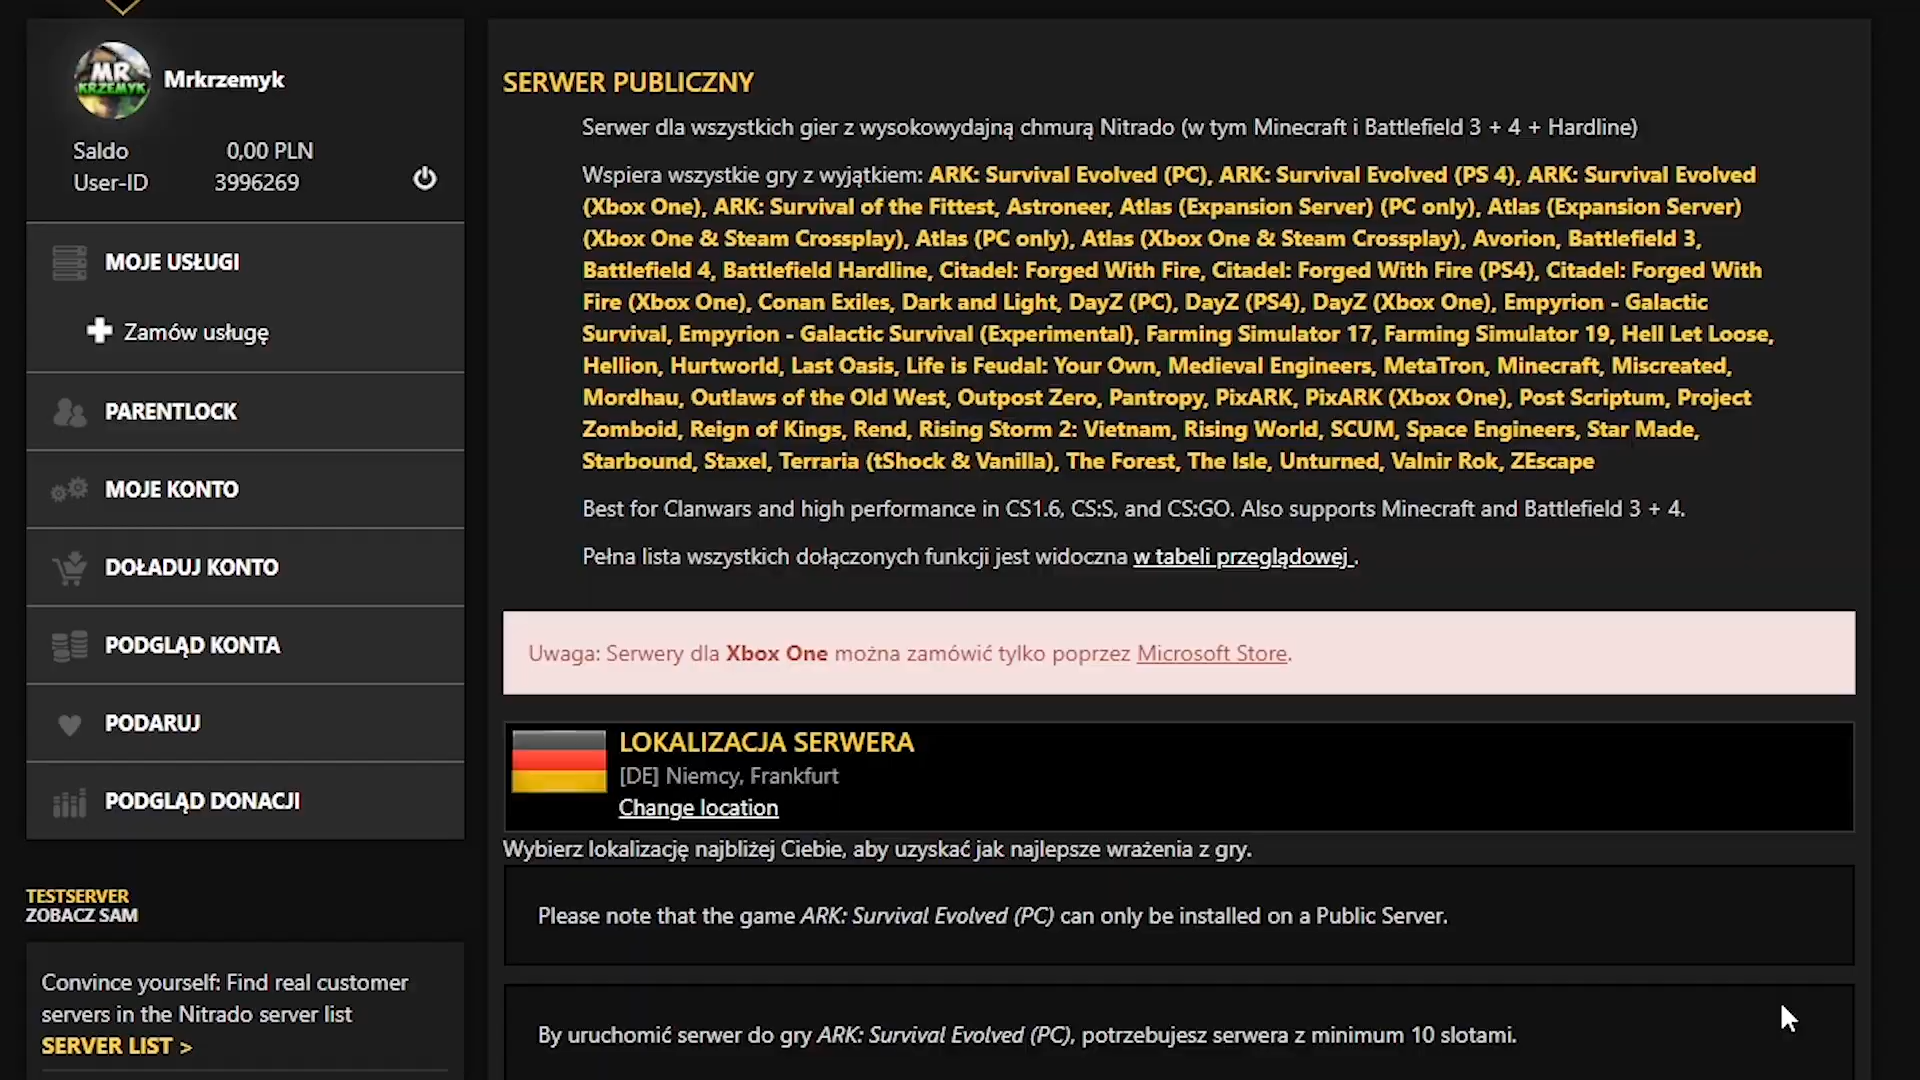 MR
KRZEMYK
Mrkrzemyk
Saldo 0,00 PLN
User-ID 3996269
MOJE USŁUGI
Zamów usługę
PARENTLOCK
MOJE KONTO
DOŁADUJ KONTO
PODGLĄD KONTA
PODARUJ
PODGLĄD DONACJI
TESTSERVER
ZOBACZ SAM
Convince yourself: Find real customer
servers in the Nitrado server list
SERVER LIST >
SERWER PUBLICZNY
Serwer dla wszystkich gier z wysokowydajną chmurą Nitrado (w tym Minecraft i Battlefield 3 + 4 + Hardline)
Wspiera wszystkie gry z wyjątkiem: ARK: Survival Evolved (PC), ARK: Survival Evolved (PS 4), ARK: Survival Evolved
(Xbox One), ARK: Survival of the Fittest, Astroneer, Atlas (Expansion Server) (PC only), Atlas (Expansion Server)
(Xbox One & Steam Crossplay), Atlas (PC only), Atlas (Xbox One & Steam Crossplay), Avorion, Battlefield 3,
Battlefield 4, Battlefield Hardline, Citadel: Forged With Fire, Citadel: Forged With Fire (PS4), Citadel: Forged With
Fire (Xbox One), Conan Exiles, Dark and Light, DayZ (PC), DayZ (PS4), DayZ (Xbox One), Empyrion - Galactic
Survival, Empyrion - Galactic Survival (Experimental), Farming Simulator 17, Farming Simulator 19, Hell Let Loose,
Hellion, Hurtworld, Last Oasis, Life is Feudal: Your Own, Medieval Engineers, MetaTron, Minecraft, Miscreated,
Mordhau, Outlaws of the Old West, Outpost Zero, Pantropy, PixARK, PixARK (Xbox One), Post Scriptum, Project
Zomboid, Reign of Kings, Rend, Rising Storm 2: Vietnam, Rising World, SCUM, Space Engineers, Star Made,
Starbound, Staxel, Terraria (tShock & Vanilla), The Forest, The Isle, Unturned, Valnir Rok, ZEscape
Best for Clanwars and high performance in CS1.6, CS:S, and CS:GO. Also supports Minecraft and Battlefield 3 + 4.
Pełna lista wszystkich dołączonych funkcji jest widoczna w tabeli przeglądowej .
Uwaga: Serwery dla Xbox One można zamówić tylko poprzez Microsoft Store.
LOKALIZACJA SERWERA
[DE] Niemcy, Frankfurt
Change location
Wybierz lokalizację najbliżej Ciebie, aby uzyskać jak najlepsze wrażenia z gry.
Please note that the game ARK: Survival Evolved (PC) can only be installed on a Public Server.
By uruchomić serwer do gry ARK: Survival Evolved (PC), potrzebujesz serwera z minimum 10 slotami.